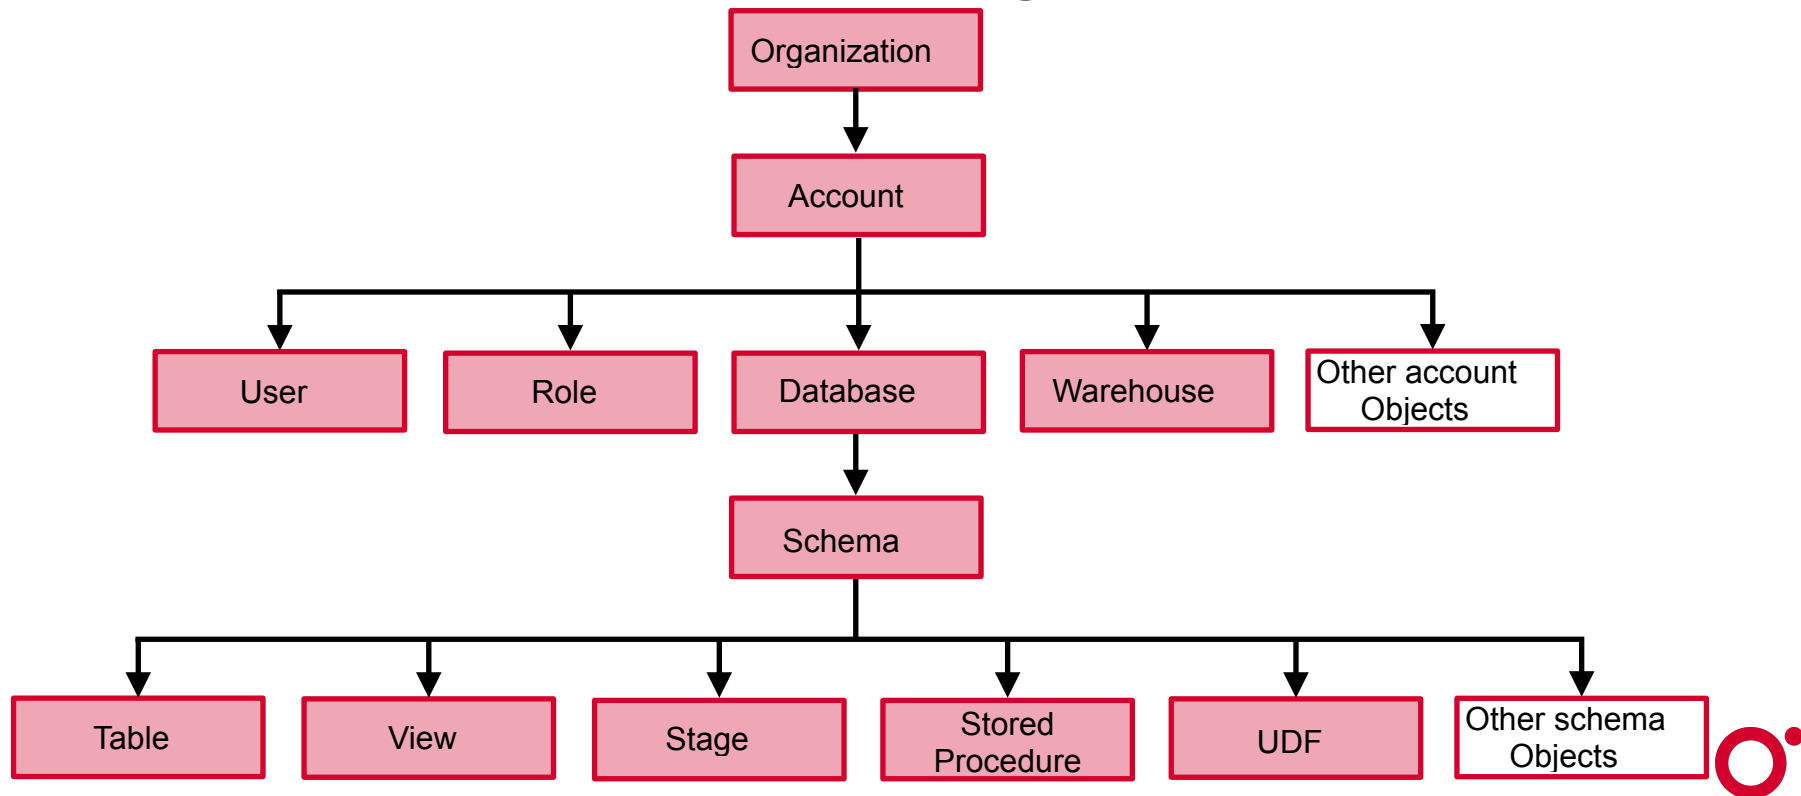 Organization
Account
User
Role
Database
Warehouse
Other account
Objects
Schema
Table
View
Stage
Stored
Procedure
UDF
Other schema
Objects